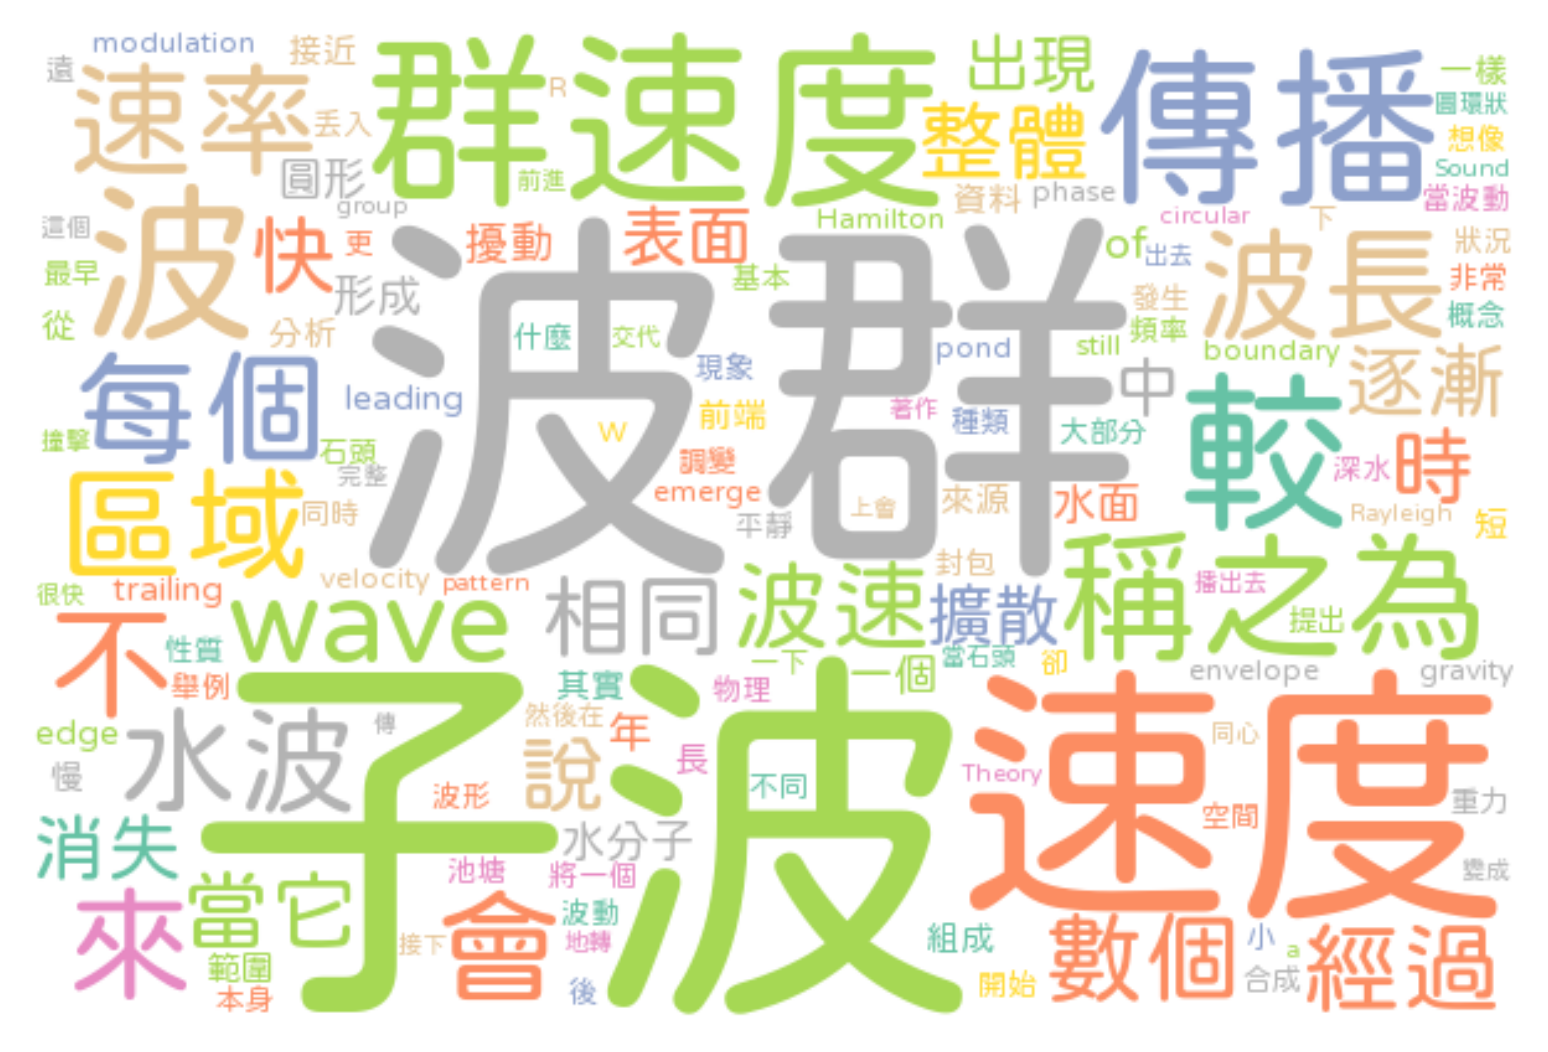 modulation
接近
遠
速率
R
丟入
群速度
前進
出現
整體
傳播
一樣
圓環狀
想像
Sound
當波動
圓形
group
資料
phase
Hamilton
circular
下
狀況
這個
波
快
更
擾動
表面
of
出去
波長
非常
最早
形成
基本
發生
概念
從
分析
波群
什麼
交代
現象
pond
still
頻率
boundary
每個
leading
中
逐漸
W
前端
著作
種類
大部分
較
撞擊
石頭
完整
調變
emerge
深水
時
區域
同時
平靜
上會
來源
水面
Rayleigh
短
很快
trailing
velocity
pattern
封包
播出去
稱之為
wave
相同
波速
擴散
提出
不
性質
舉例
其實
物理
一下
一個
當石頭
卻
envelope
gravity
edge
水波
傳
子波
然後在
年
說
長
不同
速度
同心
Theory
慢
波形
空間
重力
消失
水分子
變成
池塘
將一個
來
當它
會
波動
地轉
接下
範圍
本身
後
組成
開始
數個
小
a
合成
經過